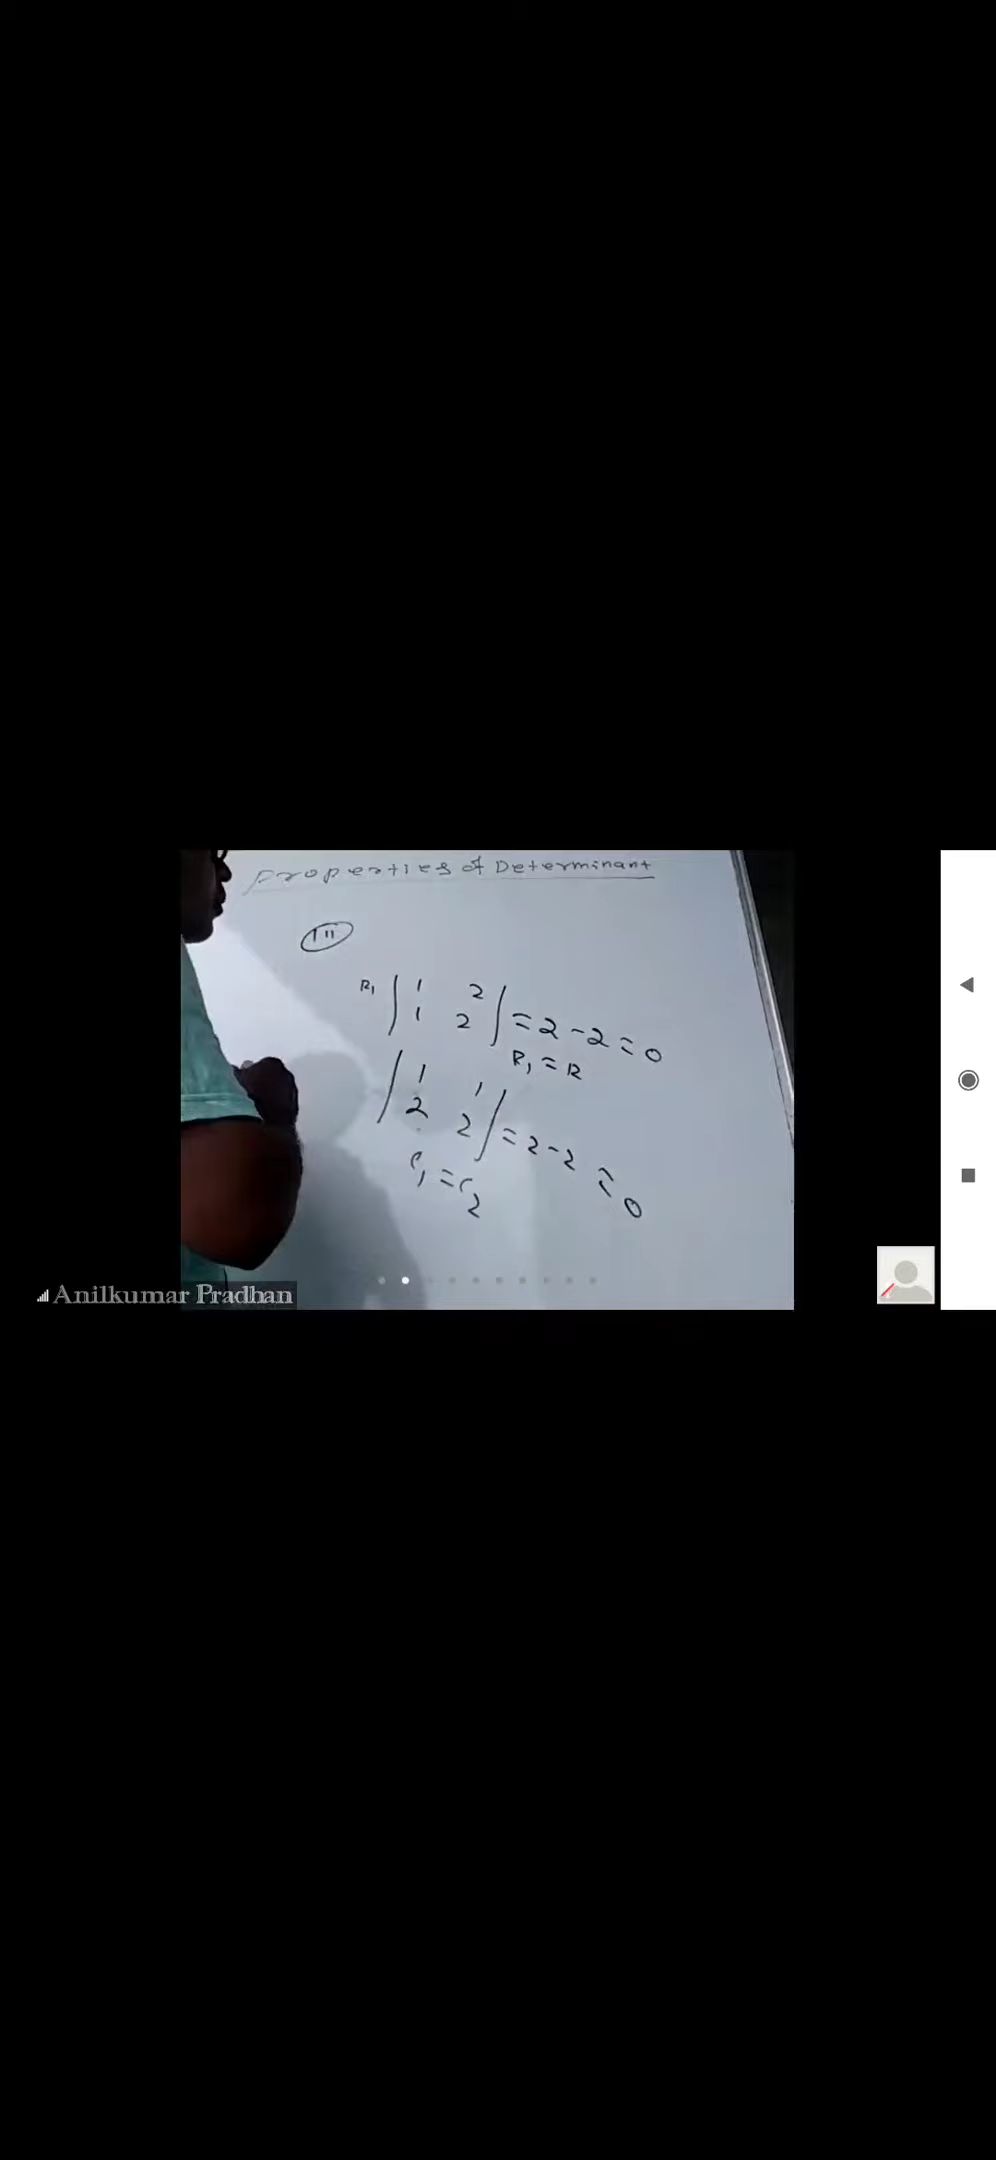 Properties of Determinant
III
R1 | 1 2
1 2 | = 2 - 2 = 0
R1 = R
| 1 1
2 2 | = 2 - 2 = 0
C1 = C2
Anilkumar Pradhan